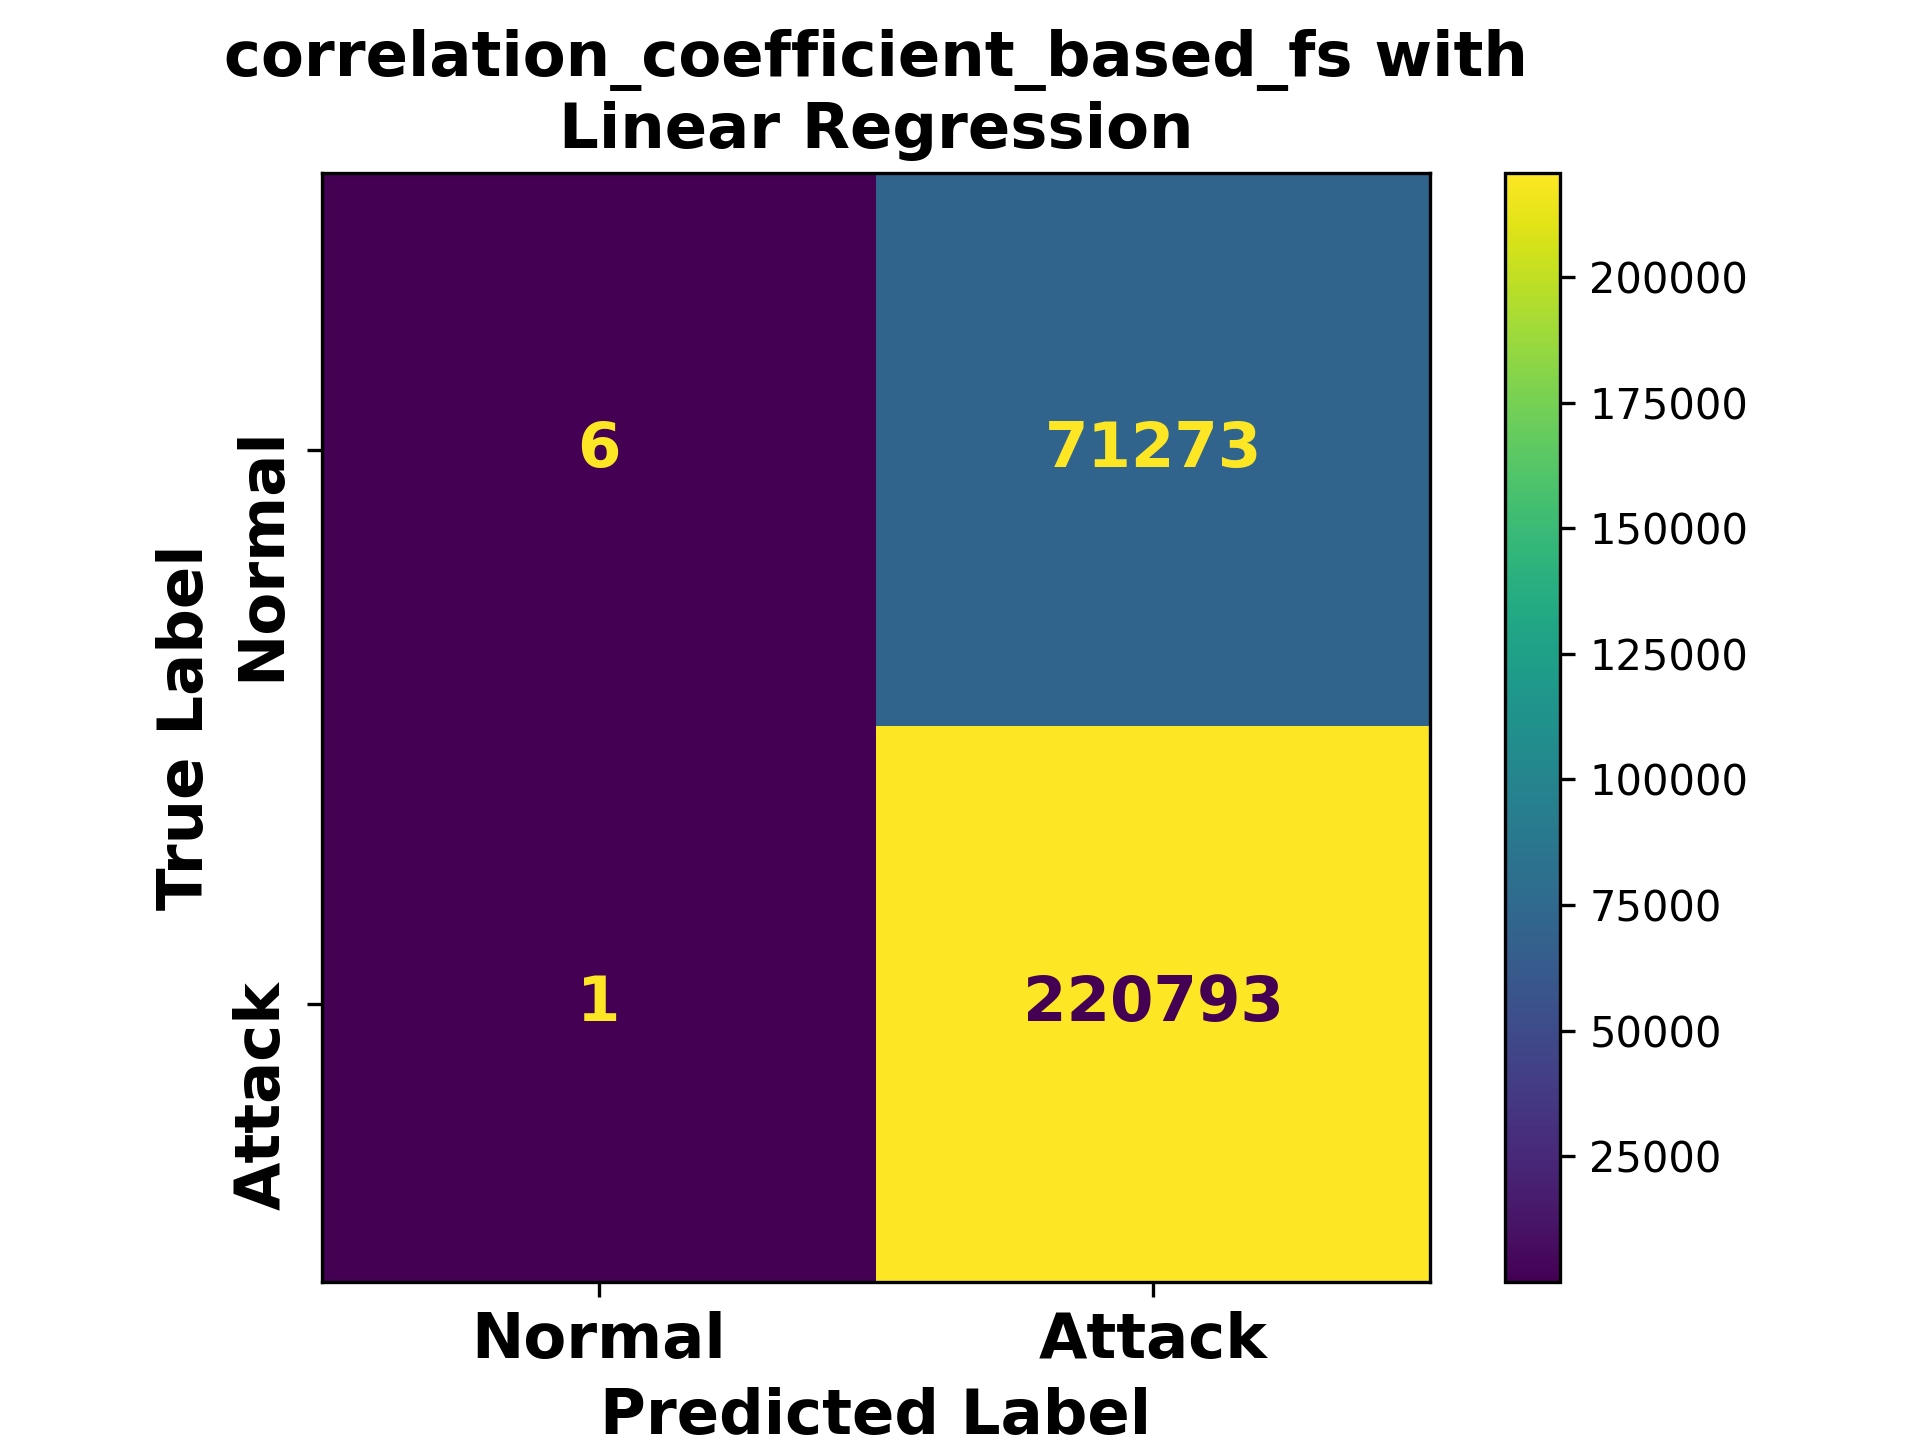 correlation_coefficient_based_fs with
Linear Regression
True Label
Normal
Attack
6
71273
1
220793
Normal
Attack
Predicted Label
200000
175000
150000
125000
100000
75000
50000
25000